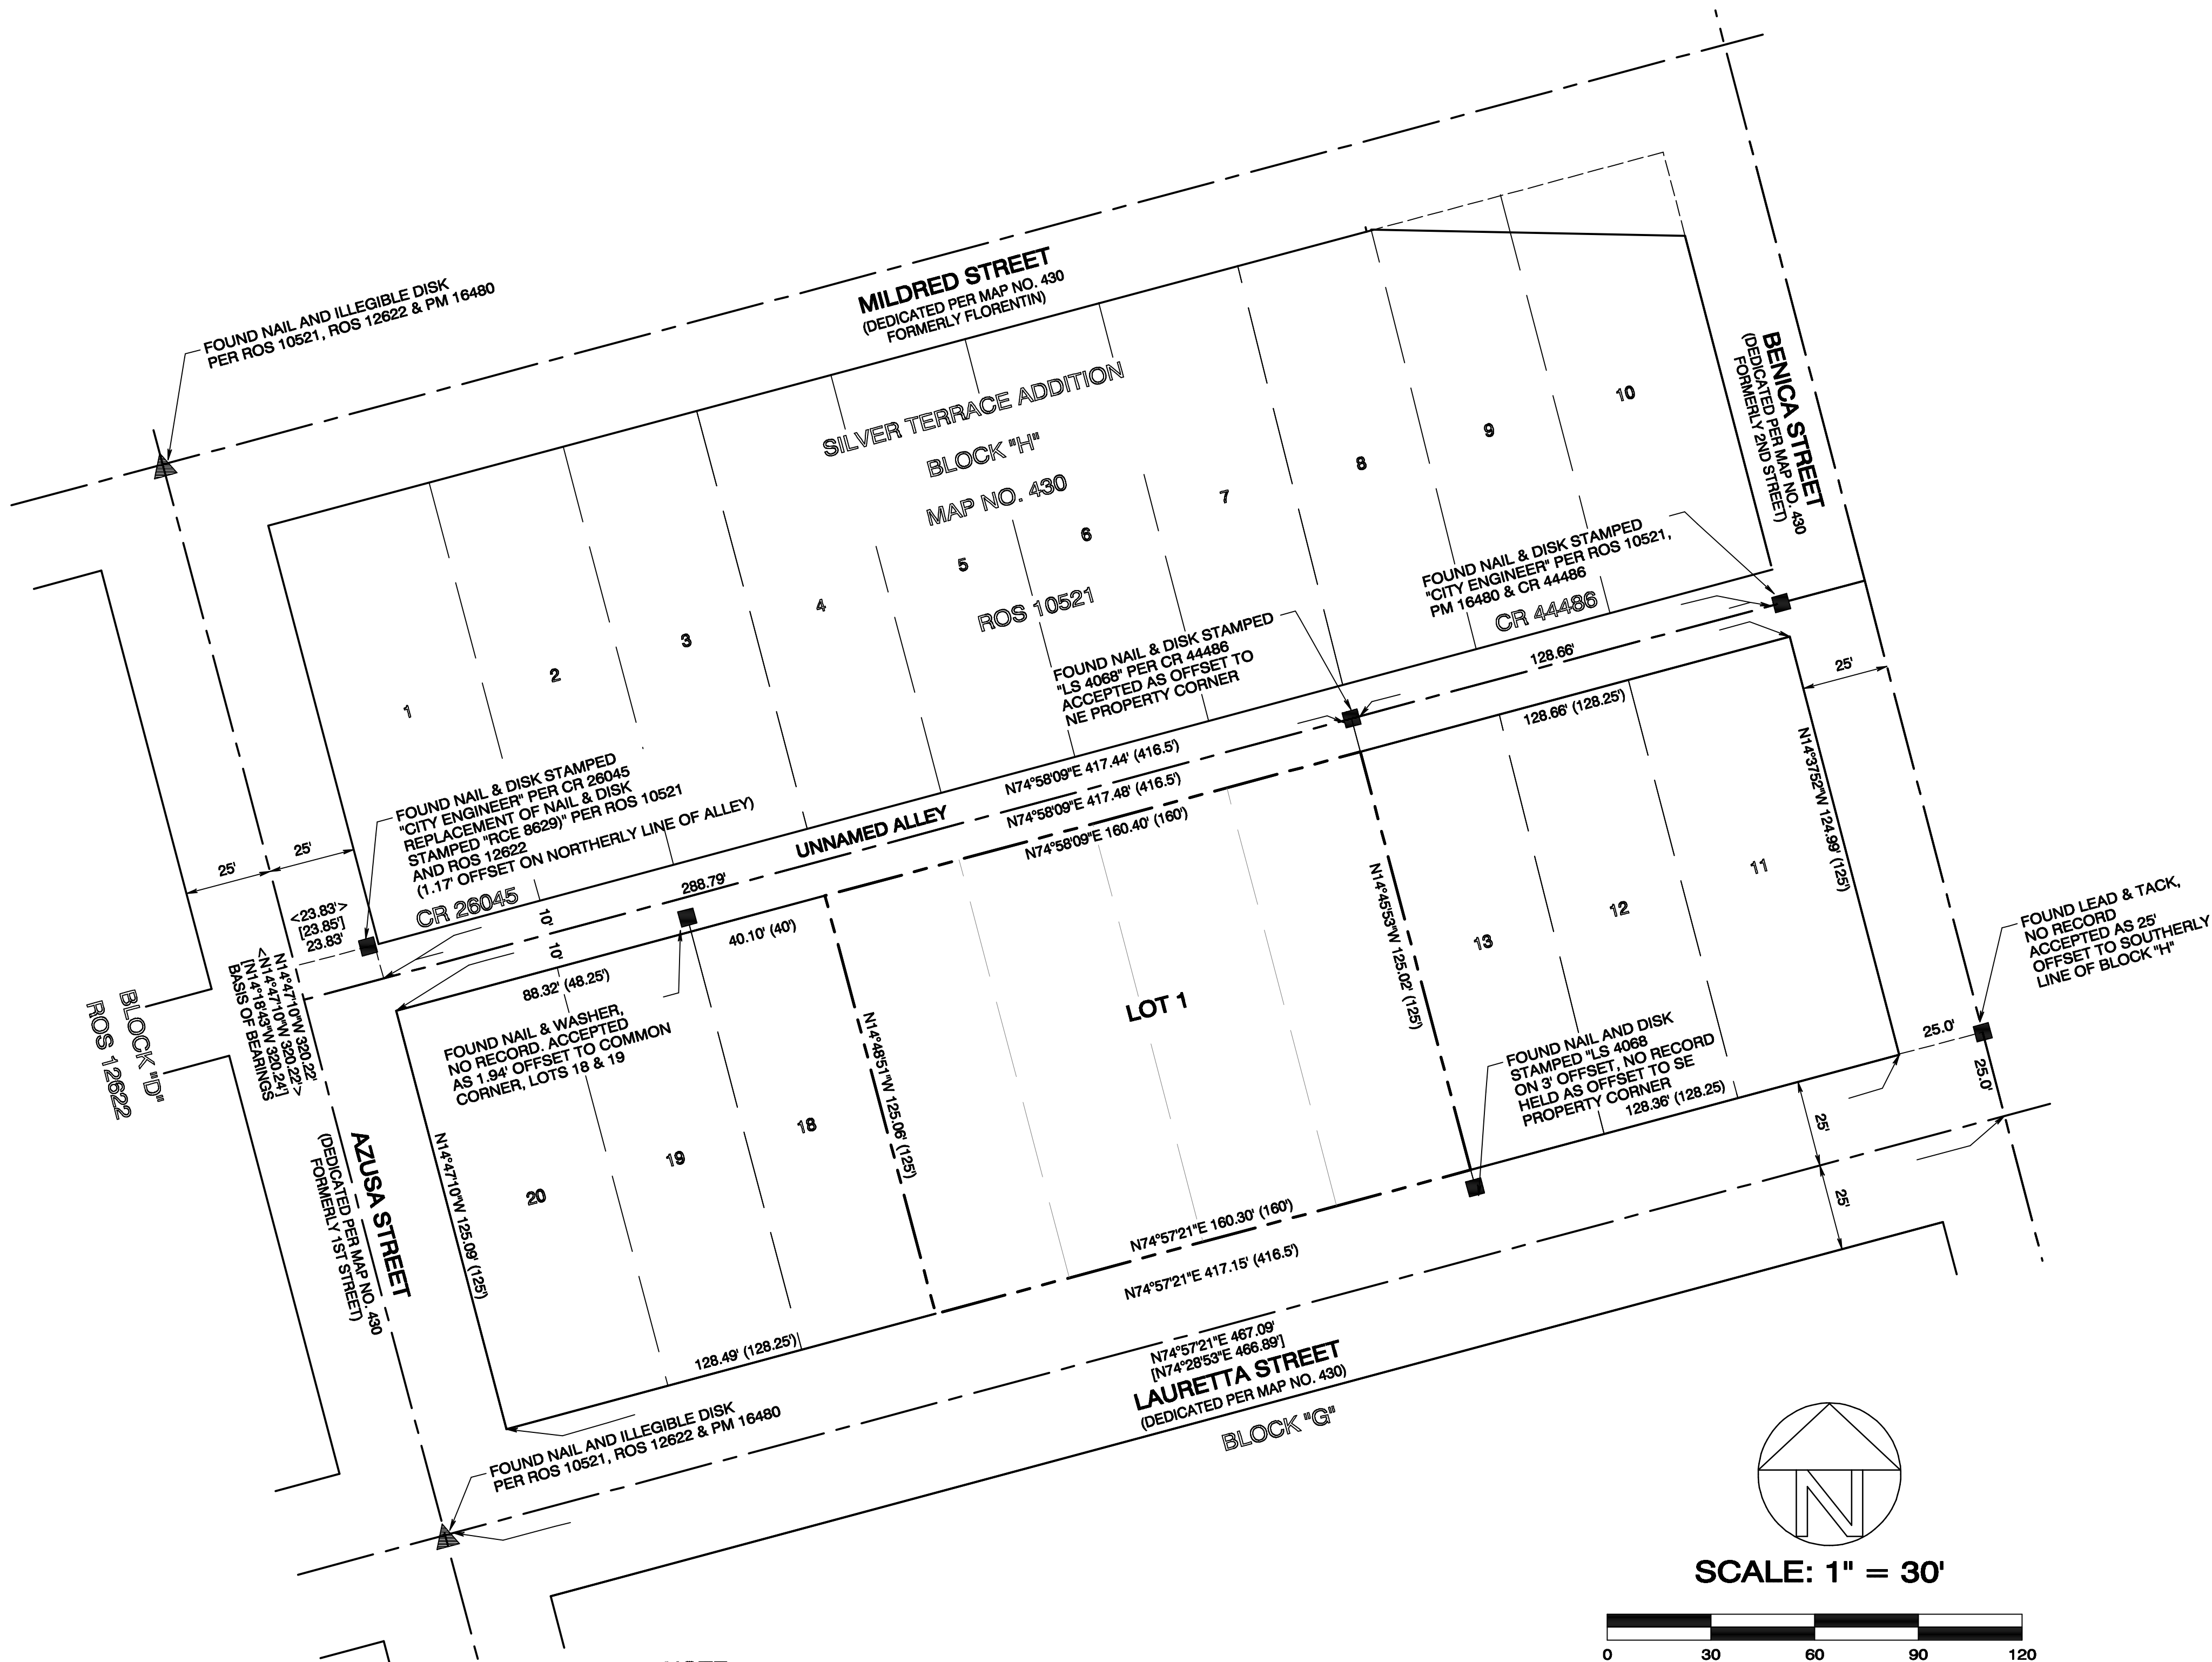 FOUND NAIL AND ILLEGIBLE DISK
PER ROS 10521, ROS 12622 & PM 16480
MILDRED STREET
(DEDICATED PER MAP NO. 430
FORMERLY FLORENTIN)
BENICA STREET
(DEDICATED PER MAP NO. 430
FORMERLY 2ND STREET)
SILVER TERRACE ADDITION
BLOCK "H"
MAP NO. 430
ROS 10521
1
2
3
4
5
6
7
8
9
10
FOUND NAIL & DISK STAMPED
"CITY ENGINEER" PER ROS 10521,
PM 16480 & CR 44486
CR 44486
FOUND NAIL & DISK STAMPED
"LS 4068" PER CR 44486
ACCEPTED AS OFFSET TO
NE PROPERTY CORNER
FOUND NAIL & DISK STAMPED
"CITY ENGINEER" PER CR 26045
REPLACEMENT OF NAIL & DISK
STAMPED "RCE 8629)" PER ROS 10521
AND ROS 12622
(1.17' OFFSET ON NORTHERLY LINE OF ALLEY)
CR 26045
25'
25'
<23.83'>
[23.85']
23.83'
N14°47'10"W 320.22'
<N14°47'10"W 320.22'>
[N14°18'43"W 320.24']
BASIS OF BEARINGS
BLOCK "D"
ROS 12622
UNNAMED ALLEY
288.79'
10'
10'
N74°58'09"E 417.44' (416.5')
N74°58'09"E 417.48' (416.5')
N74°58'09"E 160.40' (160')
128.66'
128.66' (128.25')
25'
40.10' (40')
88.32' (48.25')
FOUND NAIL & WASHER,
NO RECORD. ACCEPTED
AS 1.94' OFFSET TO COMMON
CORNER, LOTS 18 & 19
N14°48'51"W 125.06' (125')
LOT 1
N14°45'53"W 125.02' (125')
N14°37'52"W 124.99' (125')
11
12
13
18
19
20
FOUND LEAD & TACK,
NO RECORD
ACCEPTED AS 25'
OFFSET TO SOUTHERLY
LINE OF BLOCK "H"
25.0'
25.0'
FOUND NAIL AND DISK
STAMPED "LS 4068
ON 3' OFFSET, NO RECORD
HELD AS OFFSET TO SE
PROPERTY CORNER
128.36' (128.25)
25'
25'
AZUSA STREET
(DEDICATED PER MAP NO. 430
FORMERLY 1ST STREET)
N14°47'10"W 125.09' (125')
128.49' (128.25')
N74°57'21"E 160.30' (160')
N74°57'21"E 417.15' (416.5')
N74°57'21"E 467.09'
[N74°28'53"E 466.89']
LAURETTA STREET
(DEDICATED PER MAP NO. 430)
BLOCK "G"
FOUND NAIL AND ILLEGIBLE DISK
PER ROS 10521, ROS 12622 & PM 16480
N
SCALE: 1" = 30'
0 30 60 90 120